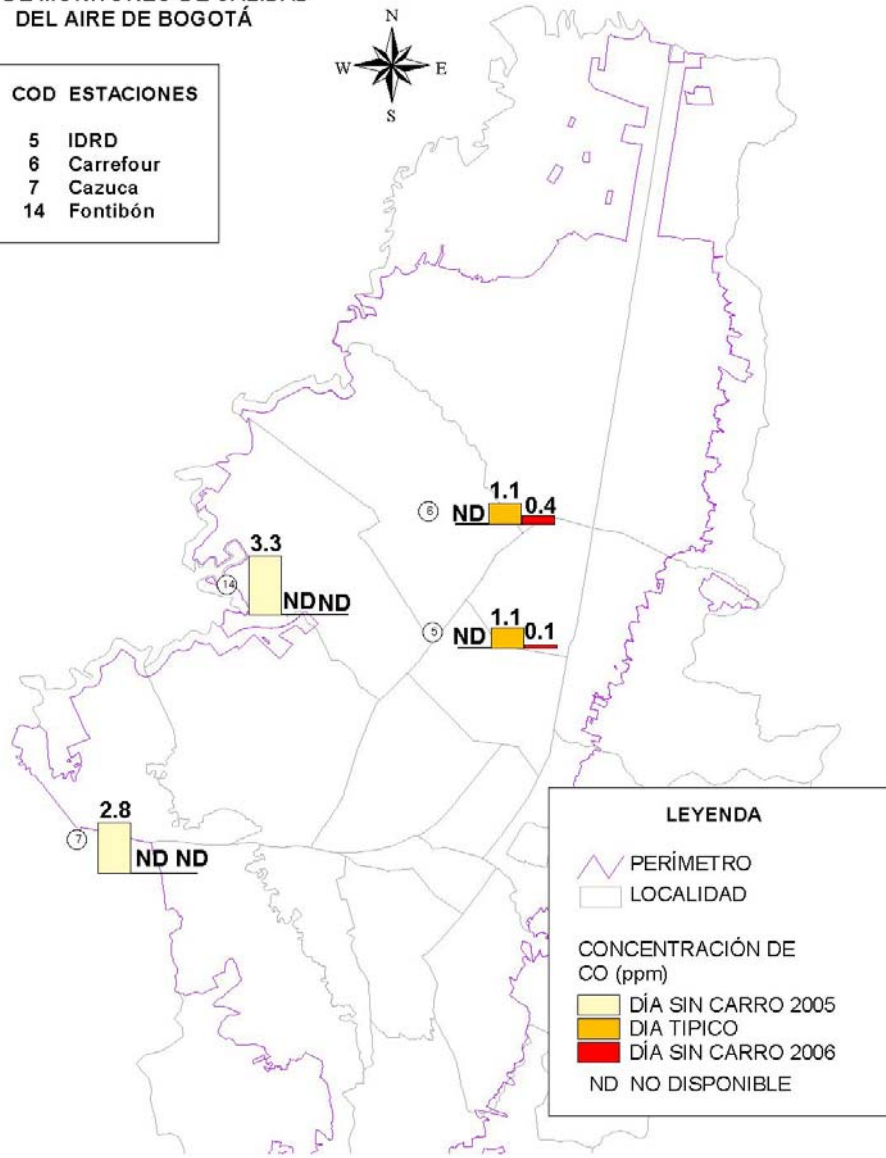 DEL AIRE DE BOGOTÁ
COD ESTACIONES
5 IDRD
6 Carrefour
7 Cazuca
14 Fontibón
N
W E
S
6 ND 1.1 0.4
14 3.3 ND ND
5 ND 1.1 0.1
7 2.8 ND ND
LEYENDA
PERÍMETRO
LOCALIDAD
CONCENTRACIÓN DE
CO (ppm)
DÍA SIN CARRO 2005
DIA TIPICO
DÍA SIN CARRO 2006
ND NO DISPONIBLE